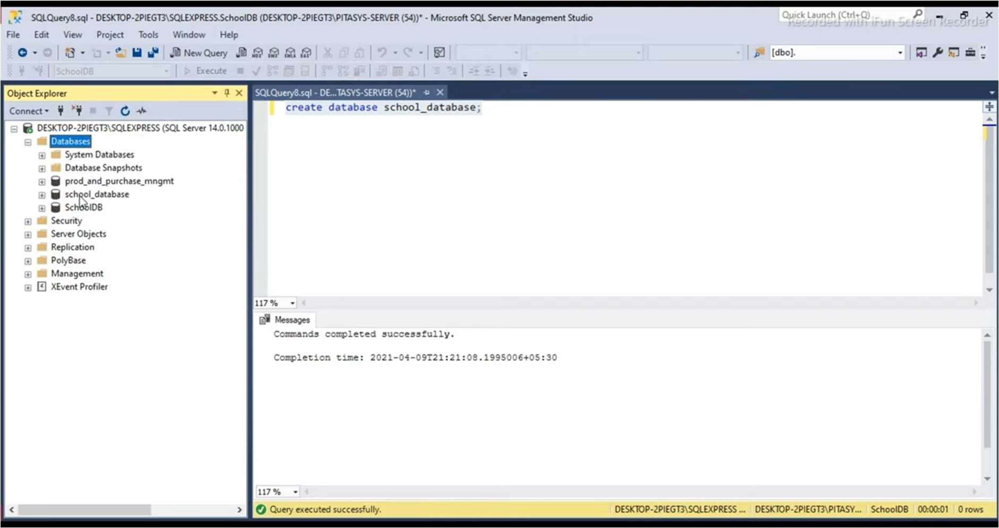 SQLQuery8.sql - DESKTOP-2PIEGT3\SQLEXPRESS.SchoolDB (DESKTOP-2PIEGT3\PITASYS-SERVER (54))* - Microsoft SQL Server Management Studio
Quick Launch (Ctrl+Q)
Recorded with iFun Screen Recorder
File Edit View Project Tools Window Help
New Query
MDX DMX XMLA DAX
[dbo].
SchoolDB
Execute
Object Explorer
SQLQuery8.sql - DE...TASYS-SERVER (54))*
Connect
create database school_database;
DESKTOP-2PIEGT3\SQLEXPRESS (SQL Server 14.0.1000
Databases
System Databases
Database Snapshots
prod_and_purchase_mngmt
school_database
SchoolDB
Security
Server Objects
Replication
PolyBase
Management
XEvent Profiler
117 %
Messages
Commands completed successfully.
Completion time: 2021-04-09T21:21:08.1995006+05:30
117 %
Query executed successfully.
DESKTOP-2PIEGT3\SQLEXPRESS ... DESKTOP-2PIEGT3\PITASY... SchoolDB 00:00:01 0 rows